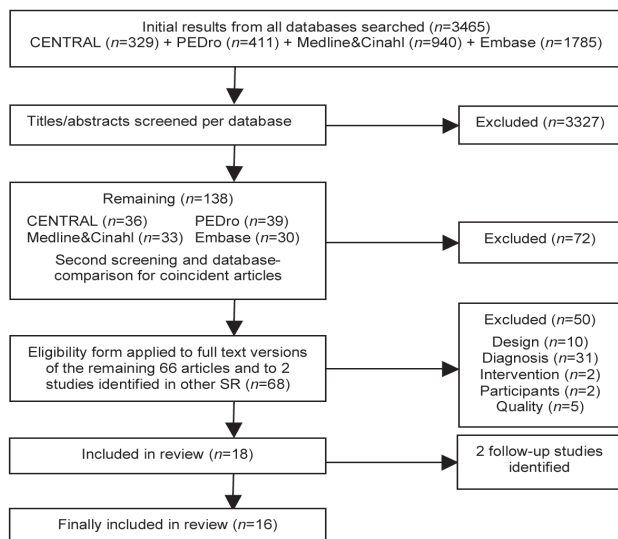 Initial results from all databases searched (n=3465)
CENTRAL (n=329) + PEDro (n=411) + Medline&Cinahl (n=940) + Embase (n=1785)
Titles/abstracts screened per database
Excluded (n=3327)
Remaining (n=138)
CENTRAL (n=36) PEDro (n=39)
Medline&Cinahl (n=33) Embase (n=30)
Second screening and database-
comparison for coincident articles
Excluded (n=72)
Eligibility form applied to full text versions
of the remaining 66 articles and to 2
studies identified in other SR (n=68)
Excluded (n=50)
Design (n=10)
Diagnosis (n=31)
Intervention (n=2)
Participants (n=2)
Quality (n=5)
Included in review (n=18)
2 follow-up studies
identified
Finally included in review (n=16)